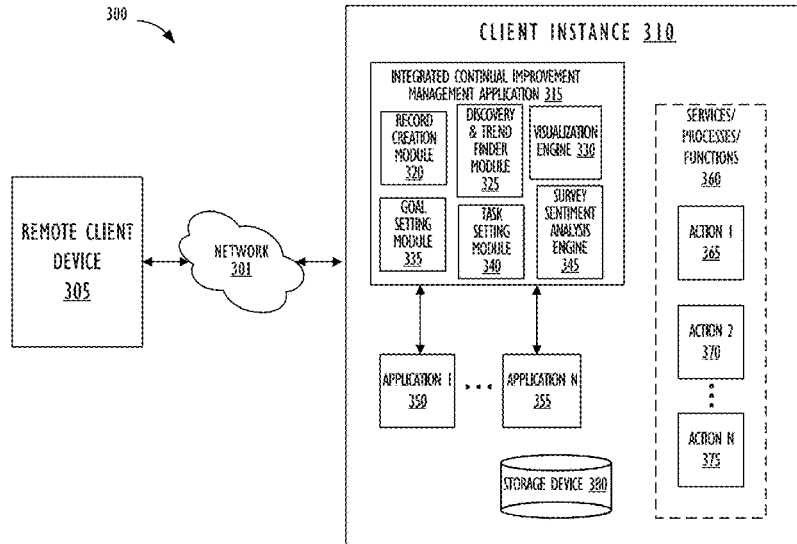 300
CLIENT INSTANCE 310
INTEGRATED CONTINUAL IMPROVEMENT
MANAGEMENT APPLICATION 315
RECORD
CREATION
MODULE
320
DISCOVERY
& TREND
FINDER
MODULE
325
VISUALIZATION
ENGINE 330
GOAL
SETTING
MODULE
335
TASK
SETTING
MODULE
340
SURVEY
SENTIMENT
ANALYSIS
ENGINE
345
SERVICES/
PROCESSES/
FUNCTIONS
360
ACTION 1
365
ACTION 2
370
ACTION N
375
REMOTE CLIENT
DEVICE
305
NETWORK
301
APPLICATION 1
350
APPLICATION N
355
STORAGE DEVICE 380